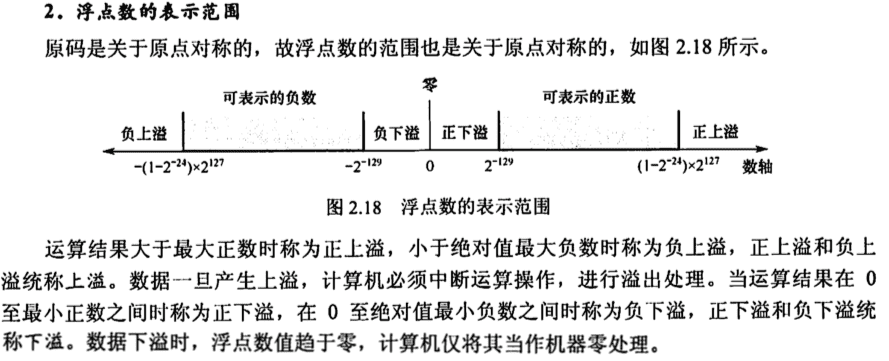 2．浮点数的表示范围
原码是关于原点对称的，故浮点数的范围也是关于原点对称的，如图 2.18 所示。
零
可表示的负数 可表示的正数
负上溢 负下溢 正下溢 正上溢
−(1−2⁻²⁴)×2¹²⁷ −2⁻¹²⁹ 0 2⁻¹²⁹ (1−2⁻²⁴)×2¹²⁷ 数轴
图 2.18 浮点数的表示范围
运算结果大于最大正数时称为正上溢，小于绝对值最大负数时称为负上溢，正上溢和负上
溢统称上溢。数据一旦产生上溢，计算机必须中断运算操作，进行溢出处理。当运算结果在 0
至最小正数之间时称为正下溢，在 0 至绝对值最小负数之间时称为负下溢，正下溢和负下溢统
称下溢。数据下溢时，浮点数值趋于零，计算机仅将其当作机器零处理。